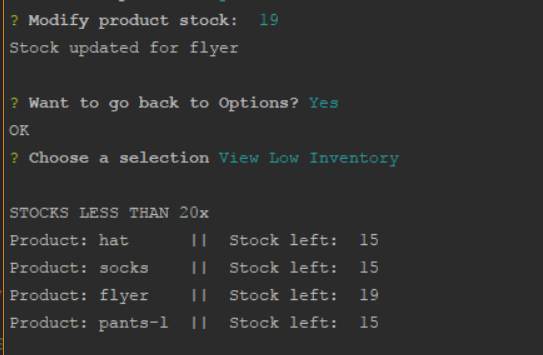 ? Modify product stock: 19
Stock updated for flyer
? Want to go back to Options? Yes
OK
? Choose a selection View Low Inventory
STOCKS LESS THAN 20x
Product: hat || Stock left: 15
Product: socks || Stock left: 15
Product: flyer || Stock left: 19
Product: pants-l || Stock left: 15